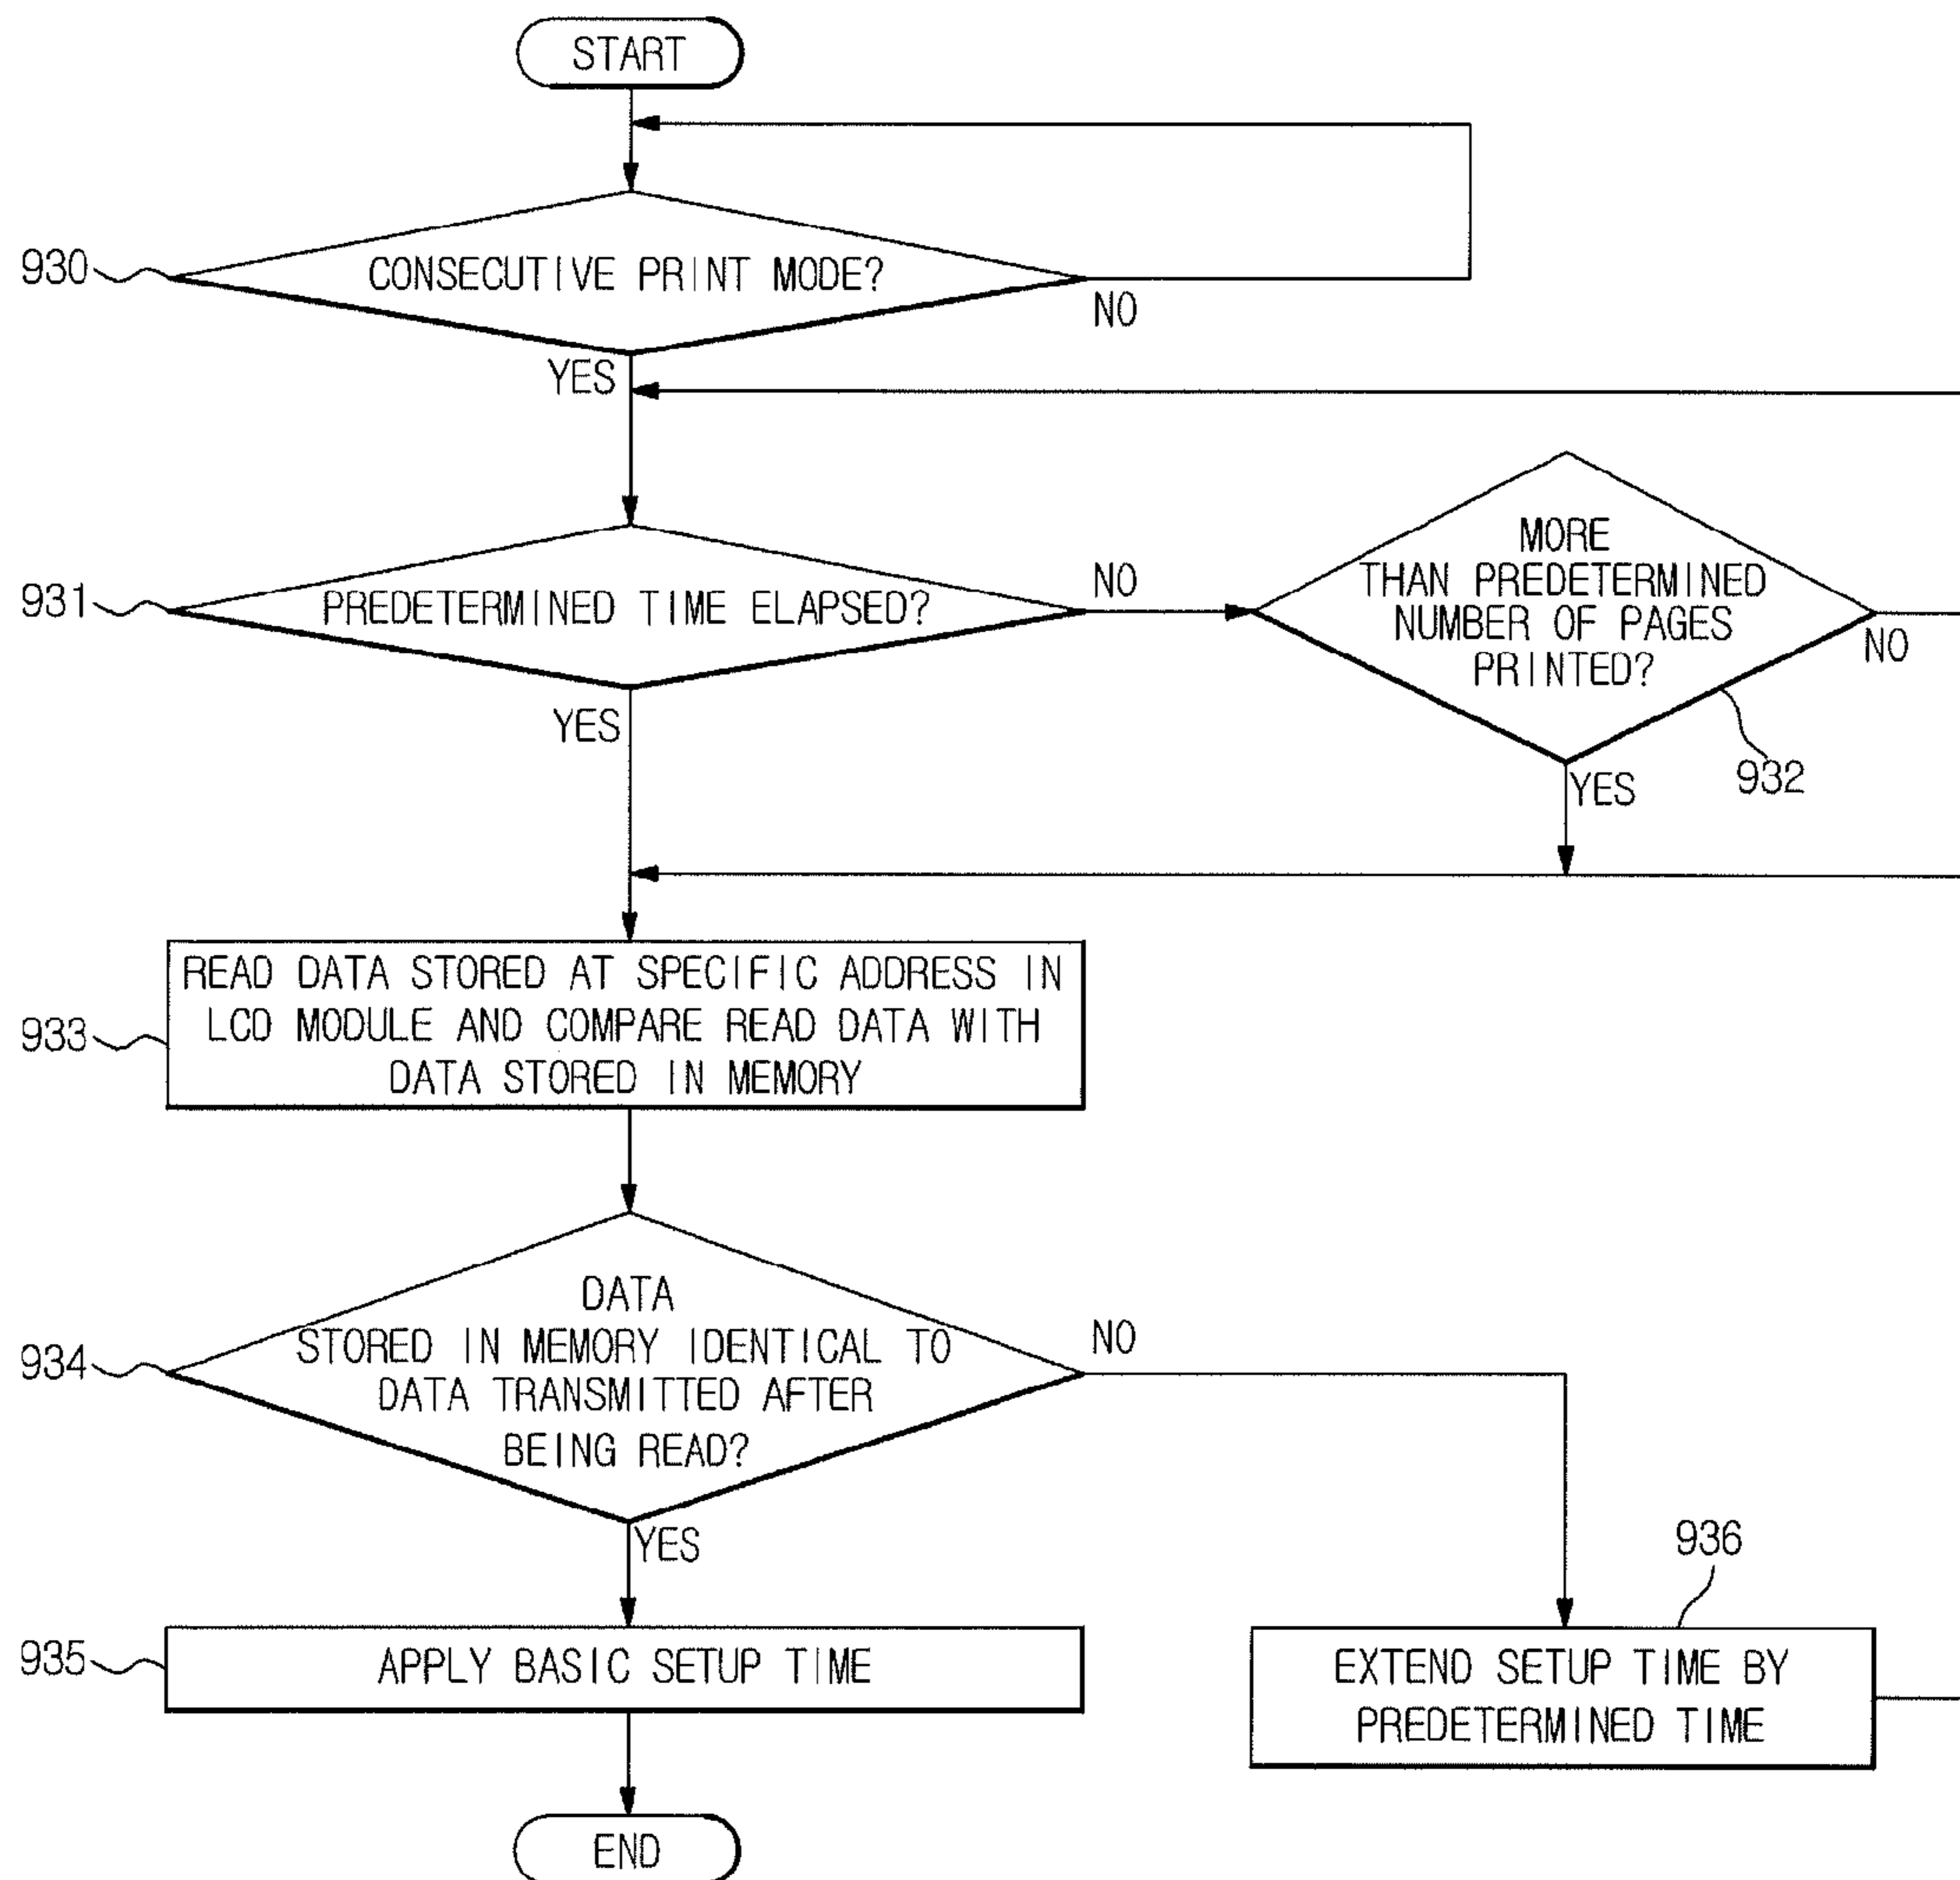 START
930
CONSECUTIVE PRINT MODE?
NO
YES
931
PREDETERMINED TIME ELAPSED?
NO
MORE
THAN PREDETERMINED
NUMBER OF PAGES
PRINTED?
NO
932
YES
YES
933
READ DATA STORED AT SPECIFIC ADDRESS IN
LCD MODULE AND COMPARE READ DATA WITH
DATA STORED IN MEMORY
934
DATA
STORED IN MEMORY IDENTICAL TO
DATA TRANSMITTED AFTER
BEING READ?
NO
YES
936
935
APPLY BASIC SETUP TIME
EXTEND SETUP TIME BY
PREDETERMINED TIME
END